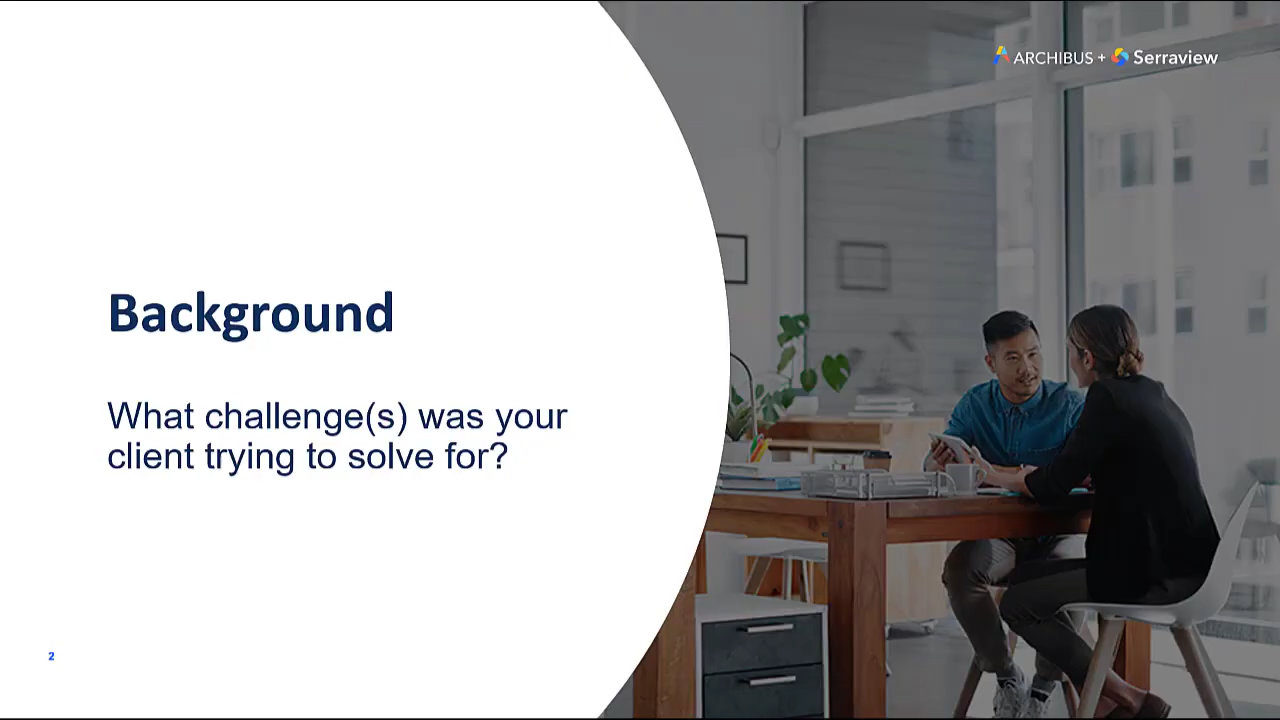 ARCHIBUS + Serraview
Background
What challenge(s) was your
client trying to solve for?
2